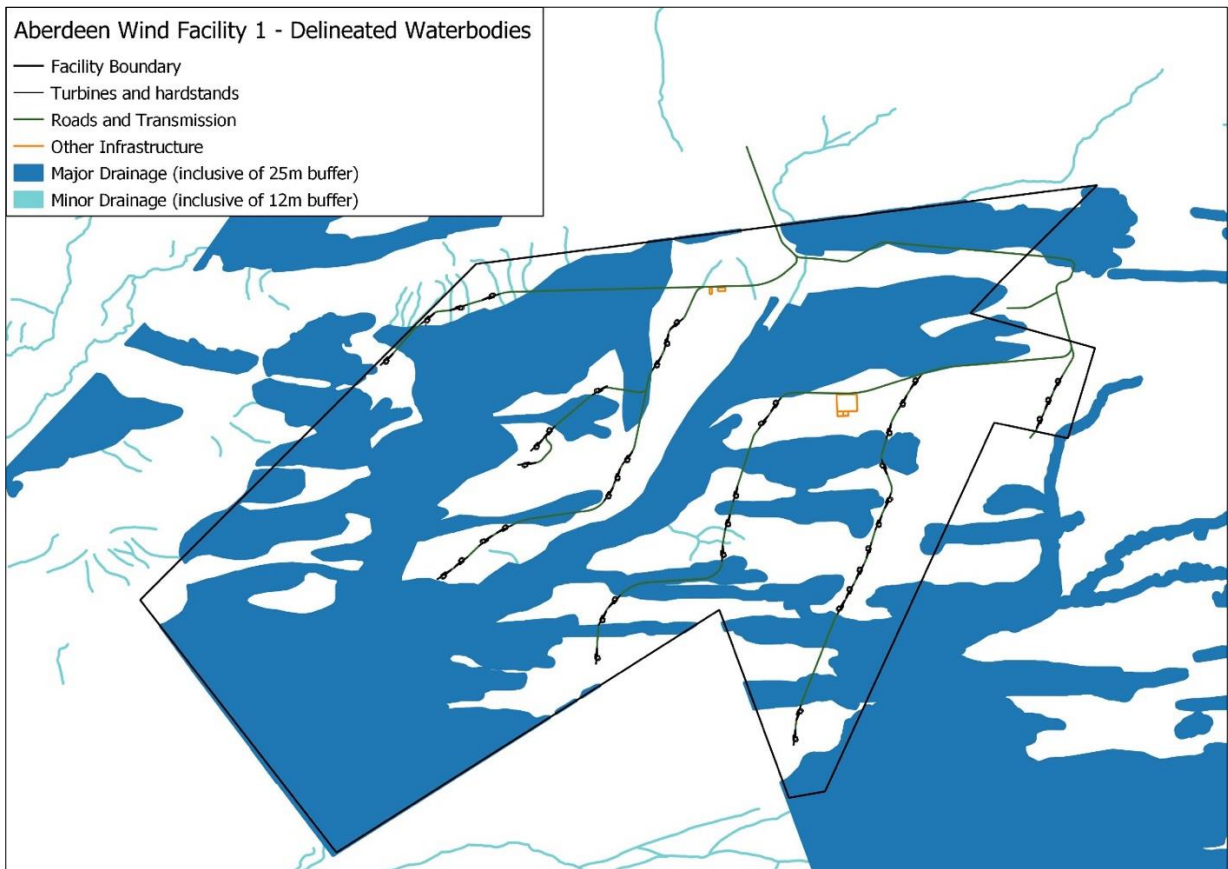 Aberdeen Wind Facility 1 - Delineated Waterbodies
Facility Boundary
Turbines and hardstands
Roads and Transmission
Other Infrastructure
Major Drainage (inclusive of 25m buffer)
Minor Drainage (inclusive of 12m buffer)